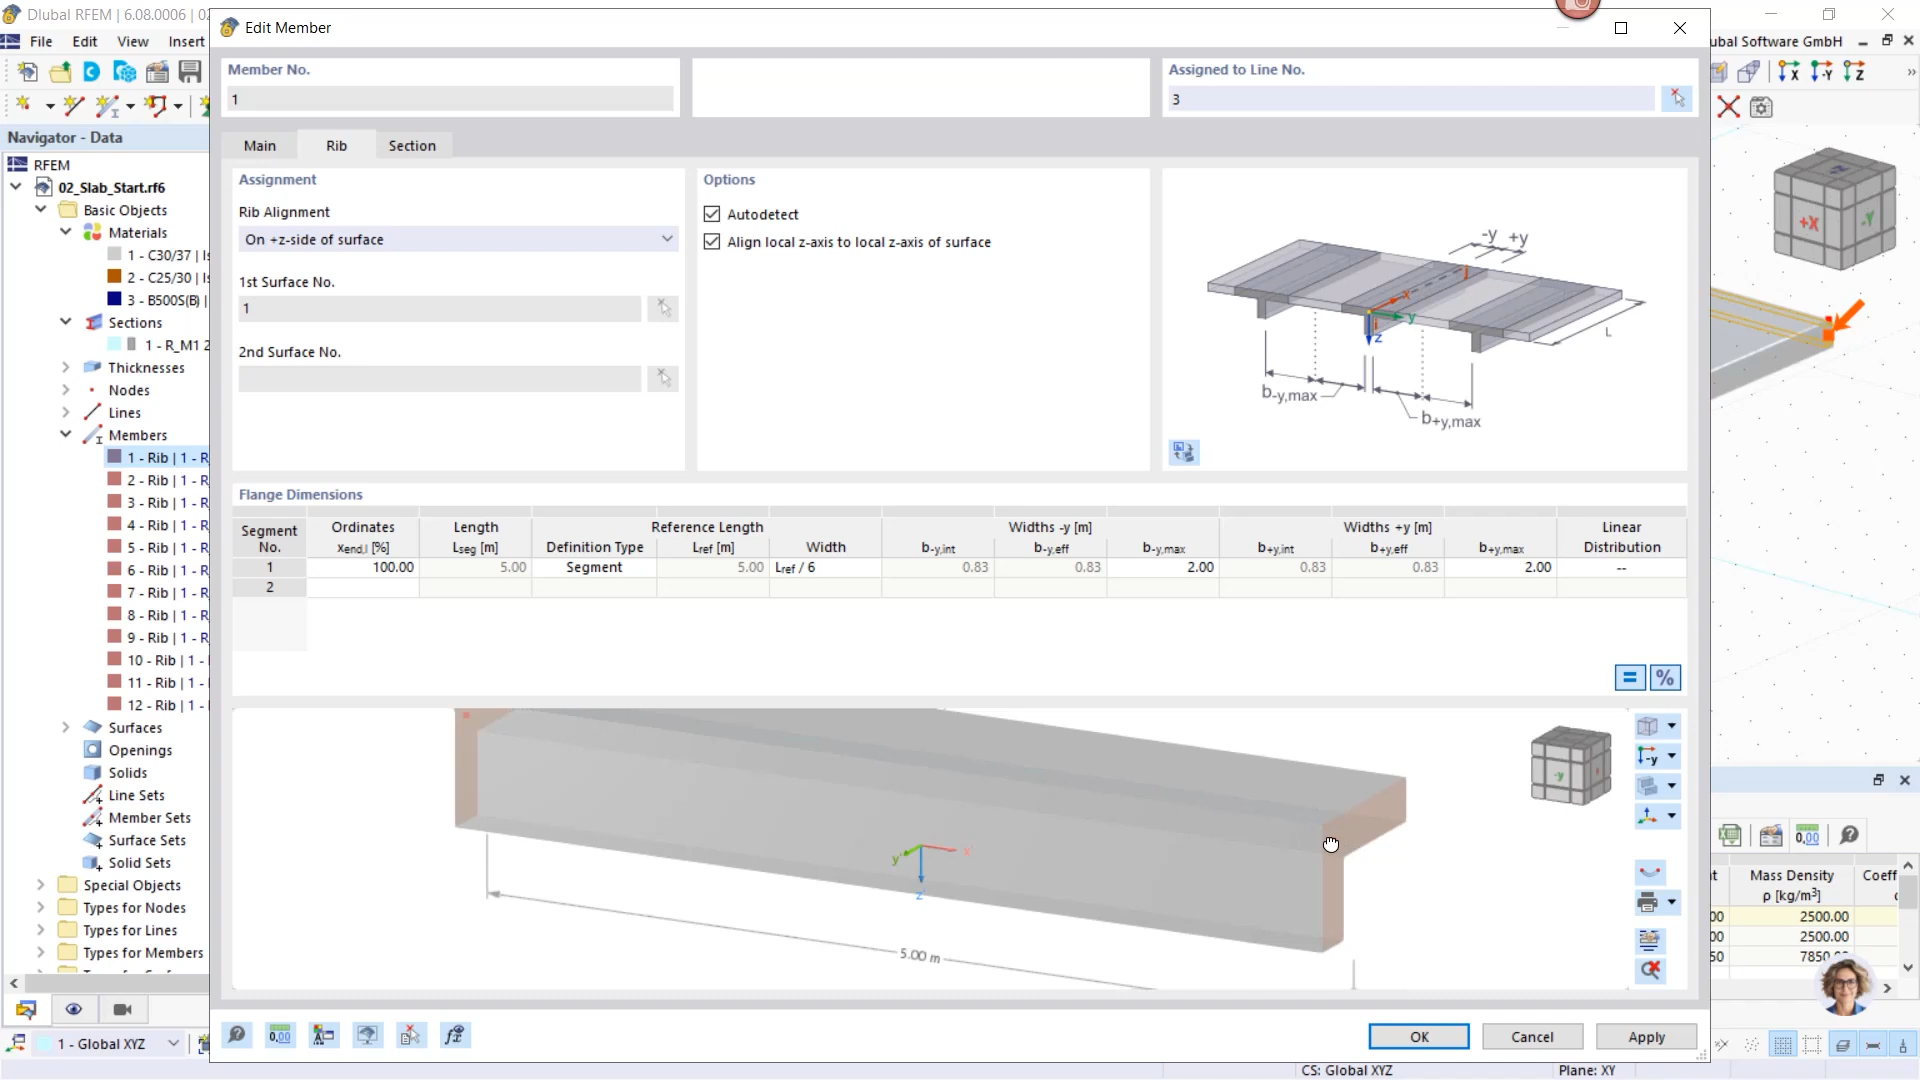 Dlubal RFEM | 6.08.0006 | 02
Edit Member
File Edit View Insert
ubal Software GmbH
Member No.
1
Assigned to Line No.
3
X -Y Z
Navigator - Data
Main Rib Section
RFEM
02_Slab_Start.rf6
Basic Objects
Materials
1 - C30/37 | Is
2 - C25/30 | I
3 - B500S(B) |
Sections
1 - R_M1 2
Thicknesses
Nodes
Lines
Members
1 - Rib | 1 - R
2 - Rib | 1 - R
3 - Rib | 1 - R
4 - Rib | 1 - R
5 - Rib | 1 - R
6 - Rib | 1 - R
7 - Rib | 1 - R
8 - Rib | 1 - R
9 - Rib | 1 - R
10 - Rib | 1 -
11 - Rib | 1 -
12 - Rib | 1 -
Surfaces
Openings
Solids
Line Sets
Member Sets
Surface Sets
Solid Sets
Special Objects
Types for Nodes
Types for Lines
Types for Members
1 - Global XYZ
Assignment
Rib Alignment
On +z-side of surface
1st Surface No.
1
2nd Surface No.
Options
Autodetect
Align local z-axis to local z-axis of surface
-y +y
x
y
z
L
b-y,max
b+y,max
+X -Y
Flange Dimensions
Segment No. Ordinates xend,i [%] Length Lseg [m] Reference Length Definition Type Lref [m] Width Widths -y [m] b-y,int b-y,eff b-y,max Widths +y [m] b+y,int b+y,eff b+y,max Linear Distribution
1 100.00 5.00 Segment 5.00 Lref / 6 0.83 0.83 2.00 0.83 0.83 2.00 --
2
= %
x
y
z
5.00 m
-y
-y
0,00
Mass Density ρ [kg/m³] Coeff
00 2500.00
00 2500.00
50 7850
0,00
OK Cancel Apply
CS: Global XYZ Plane: XY